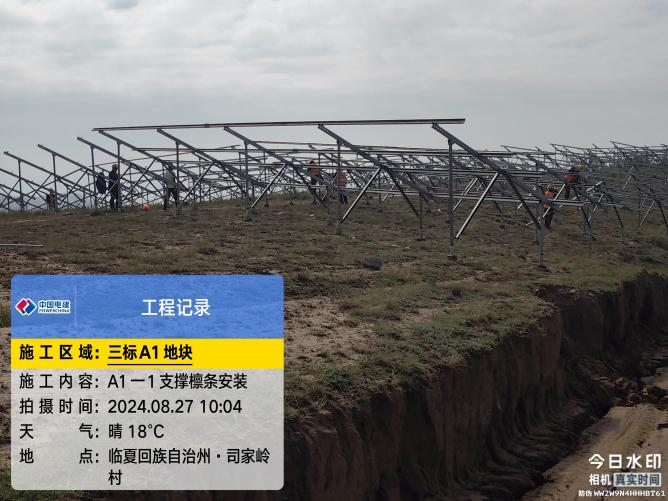 中国电建
POWERCHINA
工程记录
施工区域：三标A1地块
施工内容：A1一1支撑檩条安装
拍摄时间：2024.08.27 10:04
天气：晴 18℃
地点：临夏回族自治州·司家岭
村
今日水印
相机 真实时间
防伪 WW2W9N4HHHBT61